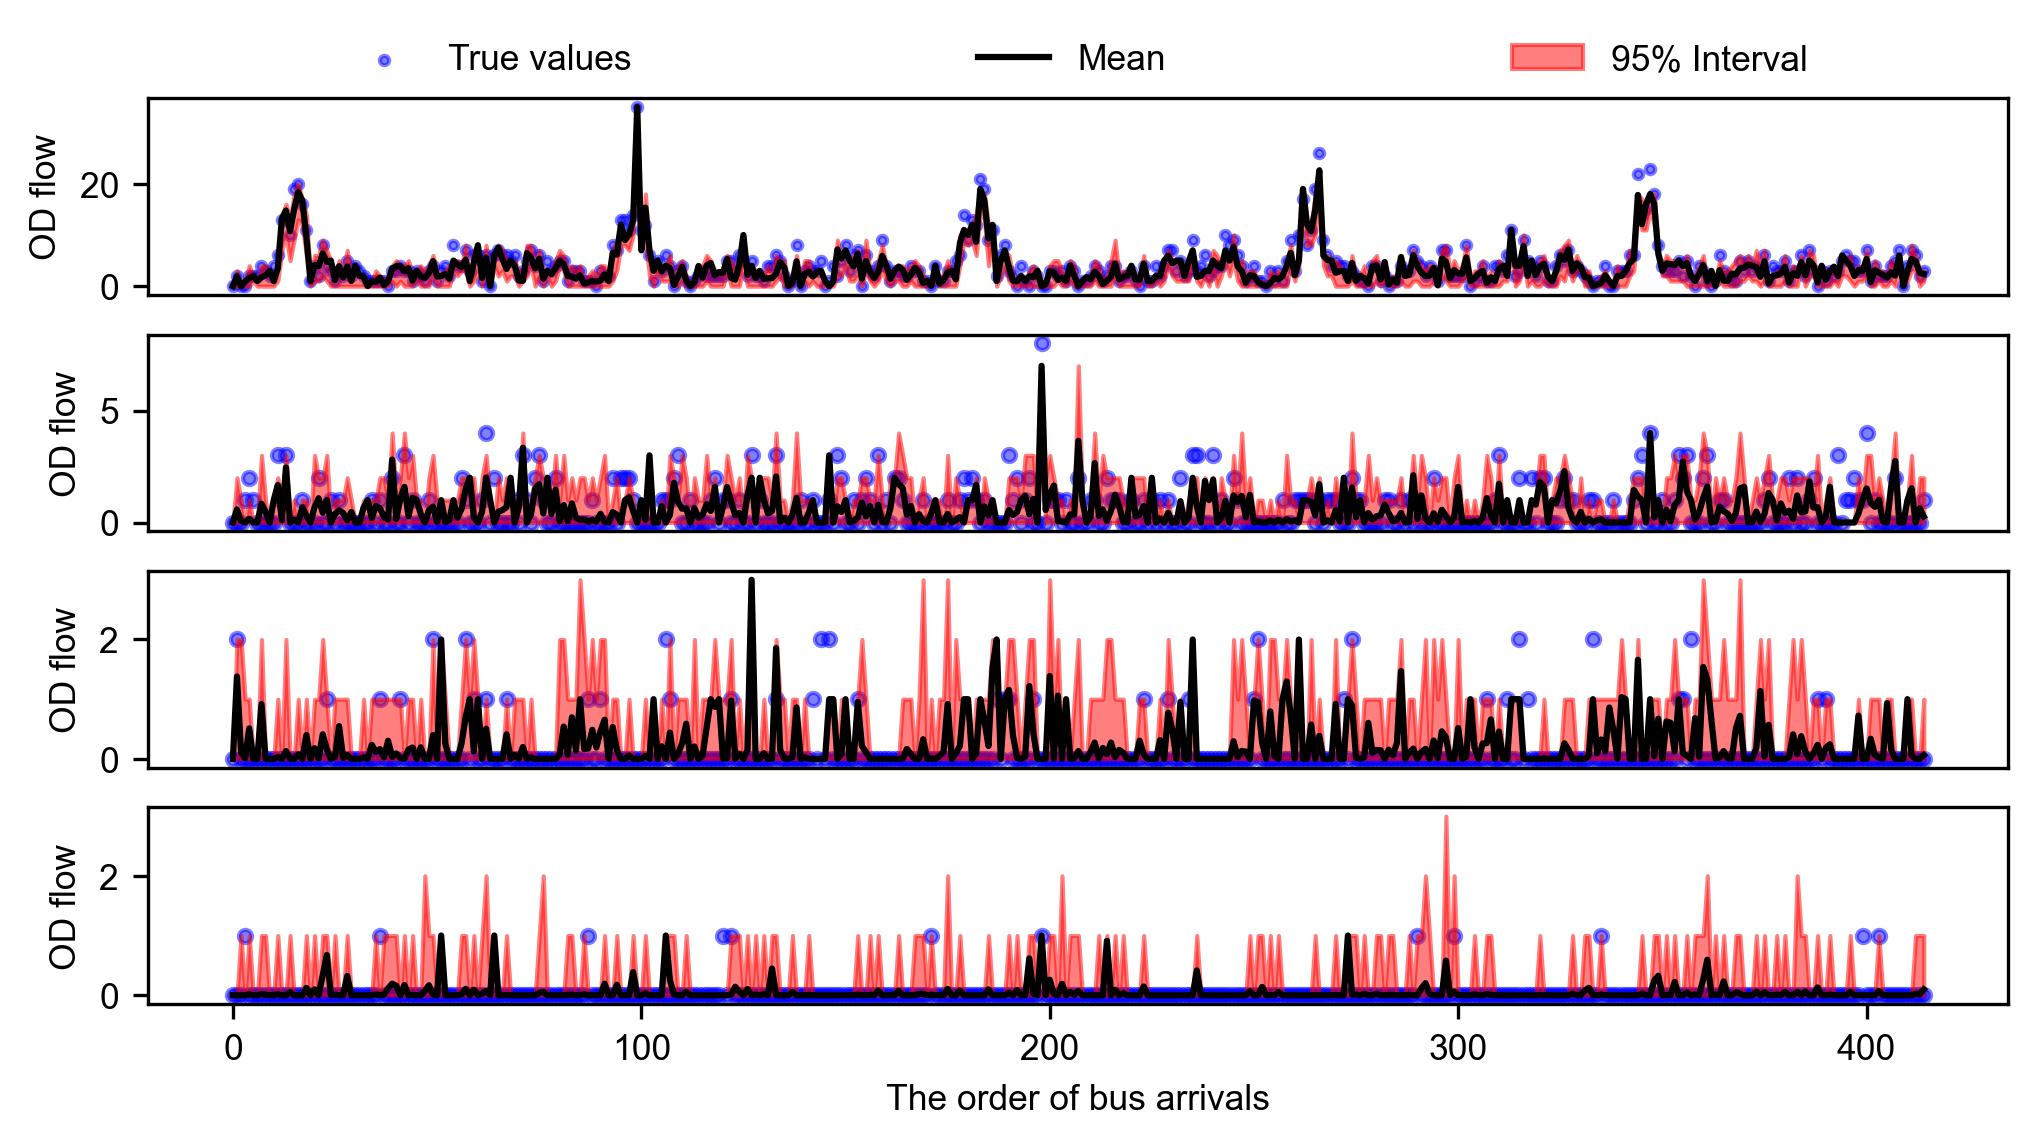 True values
Mean
95% Interval
OD flow
20
0
OD flow
5
0
OD flow
2
0
OD flow
2
0
0
100
200
300
400
The order of bus arrivals